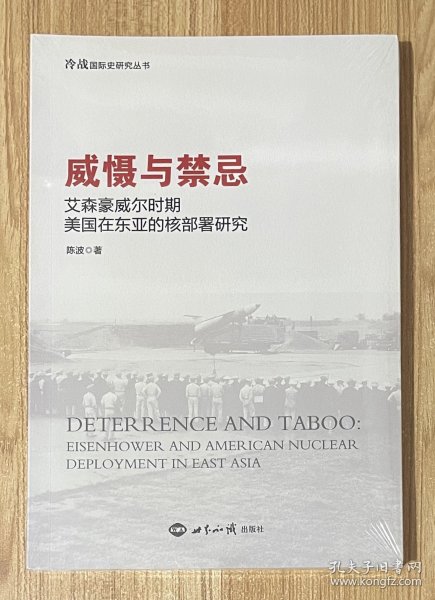 冷战国际史研究丛书
威慑与禁忌
艾森豪威尔时期
美国在东亚的核部署研究
陈波◎著
DETERRENCE AND TABOO:
EISENHOWER AND AMERICAN NUCLEAR
DEPLOYMENT IN EAST ASIA
世界知识出版社
孔夫子旧书网
www.kongfz.com